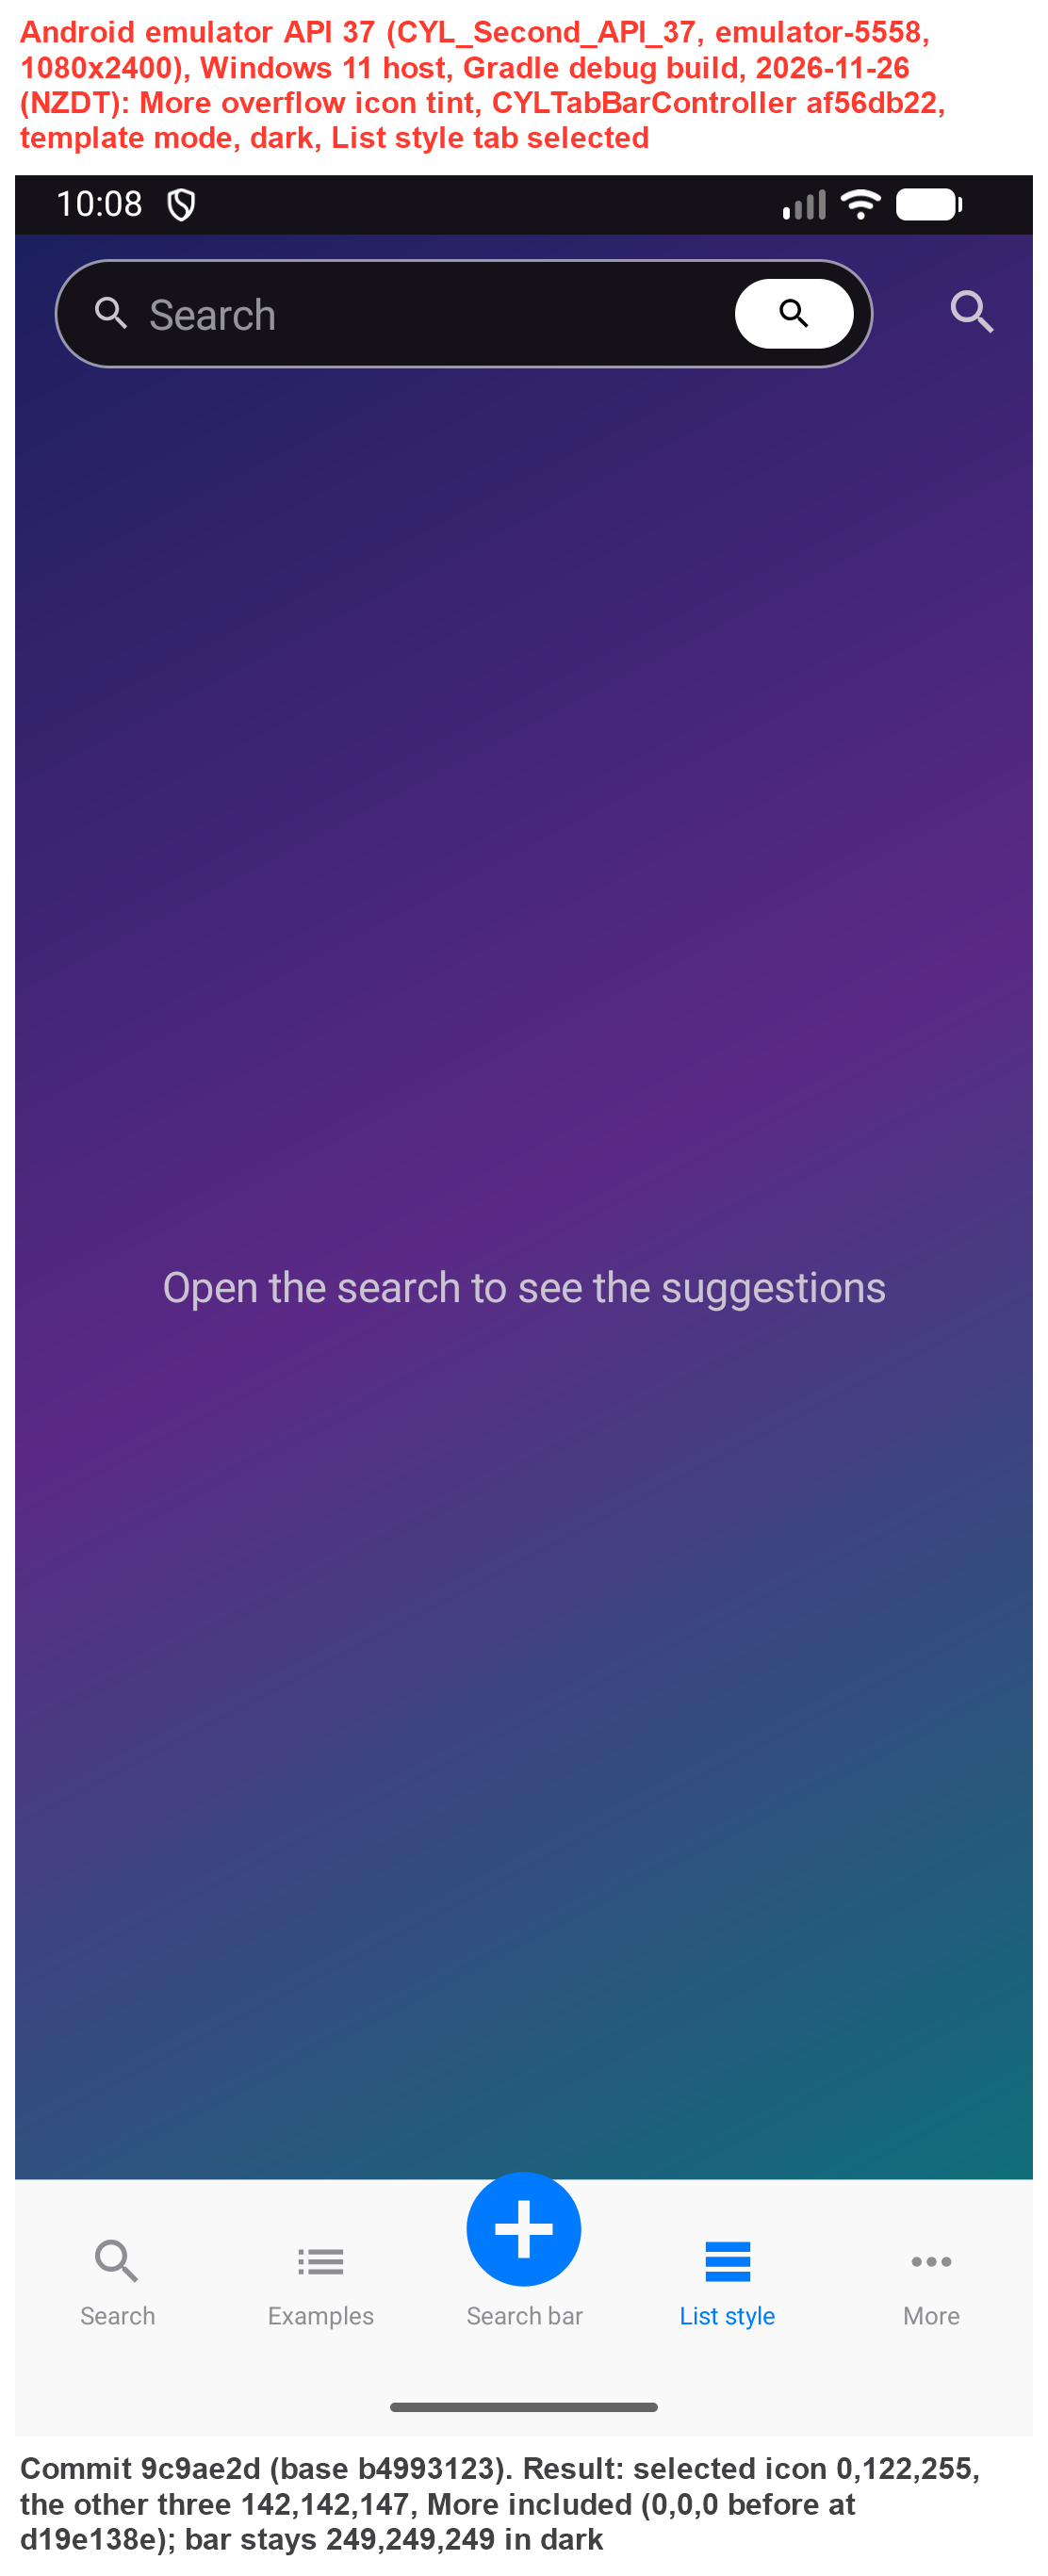 Android emulator API 37 (CYL_Second_API_37, emulator-5558,
1080x2400), Windows 11 host, Gradle debug build, 2026-11-26
(NZDT): More overflow icon tint, CYLTabBarController af56db22,
template mode, dark, List style tab selected
10:08
Search
Open the search to see the suggestions
Search
Examples
Search bar
List style
More
Commit 9c9ae2d (base b4993123). Result: selected icon 0,122,255,
the other three 142,142,147, More included (0,0,0 before at
d19e138e); bar stays 249,249,249 in dark